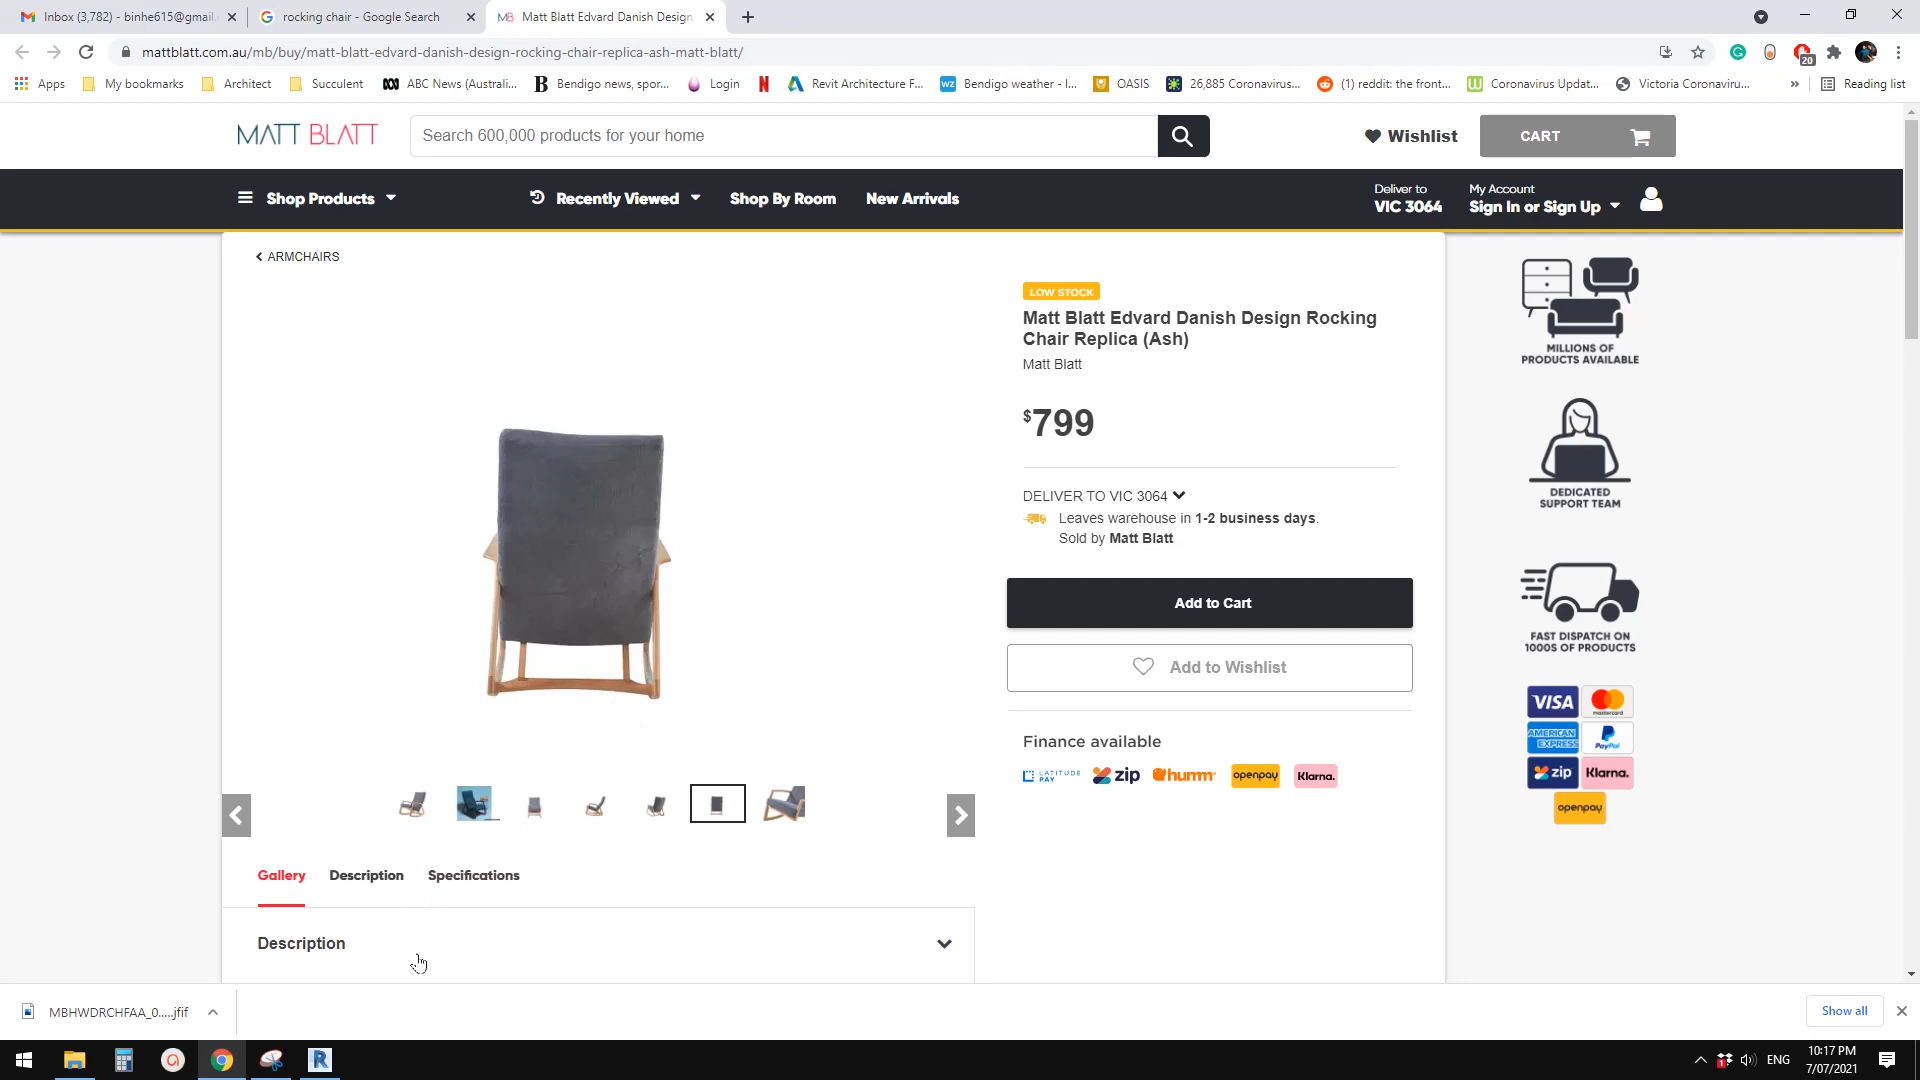 Inbox (3,782) - binhe615@gmail.
rocking chair - Google Search
MB Matt Blatt Edvard Danish Design
mattblatt.com.au/mb/buy/matt-blatt-edvard-danish-design-rocking-chair-replica-ash-matt-blatt/
20
Apps
My bookmarks
Architect
Succulent
ABC News (Australi...
Bendigo news, spor...
Login
Revit Architecture F...
Bendigo weather - l...
OASIS
26,885 Coronavirus...
(1) reddit: the front...
Coronavirus Updat...
Victoria Coronaviru...
»
Reading list
MATT BLATT
Search 600,000 products for your home
Wishlist
CART
Shop Products
Recently Viewed
Shop By Room
New Arrivals
Deliver to
VIC 3064
My Account
Sign In or Sign Up
ARMCHAIRS
LOW STOCK
Matt Blatt Edvard Danish Design Rocking
Chair Replica (Ash)
Matt Blatt
$799
DELIVER TO VIC 3064
Leaves warehouse in 1-2 business days.
Sold by Matt Blatt
Add to Cart
Add to Wishlist
Finance available
LATITUDE PAY
zip
humm
openpay
Klarna.
MILLIONS OF
PRODUCTS AVAILABLE
DEDICATED
SUPPORT TEAM
FAST DISPATCH ON
1000S OF PRODUCTS
VISA
mastercard
AMERICAN EXPRESS
PayPal
zip
Klarna.
openpay
Gallery
Description
Specifications
Description
MBHWDRCHFAA_0.....jfif
Show all
ENG
10:17 PM
7/07/2021